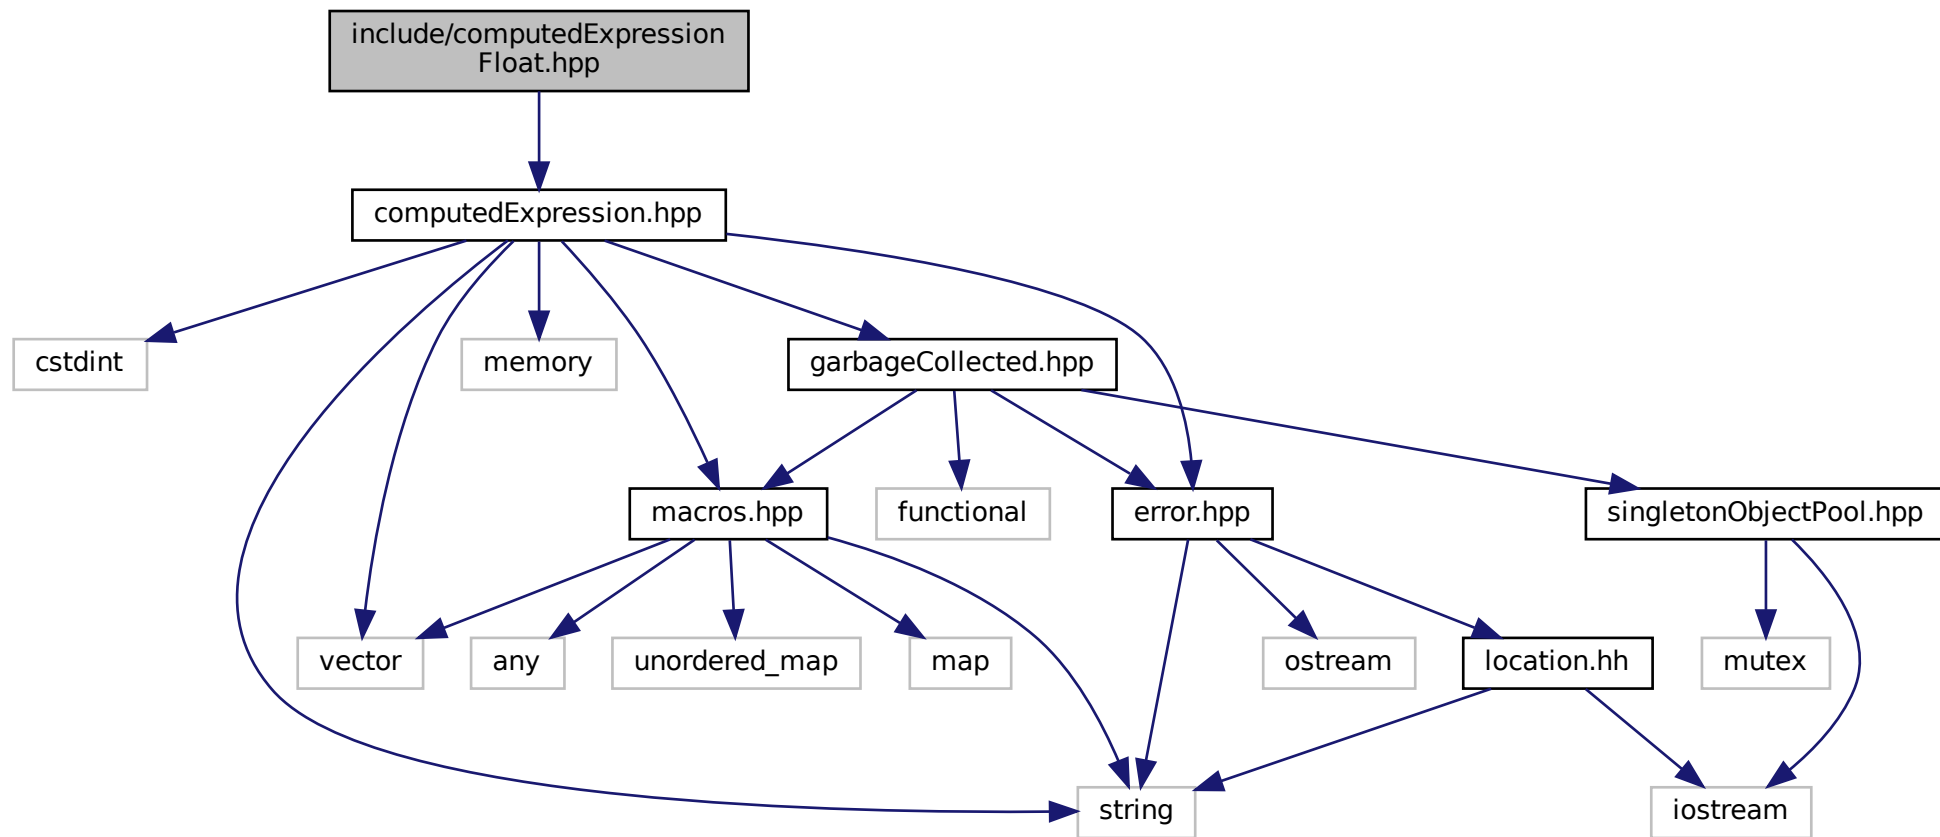 include/computedExpression
Float.hpp
computedExpression.hpp
cstdint
memory
garbageCollected.hpp
macros.hpp
functional
error.hpp
singletonObjectPool.hpp
vector
any
unordered_map
map
ostream
location.hh
mutex
string
iostream